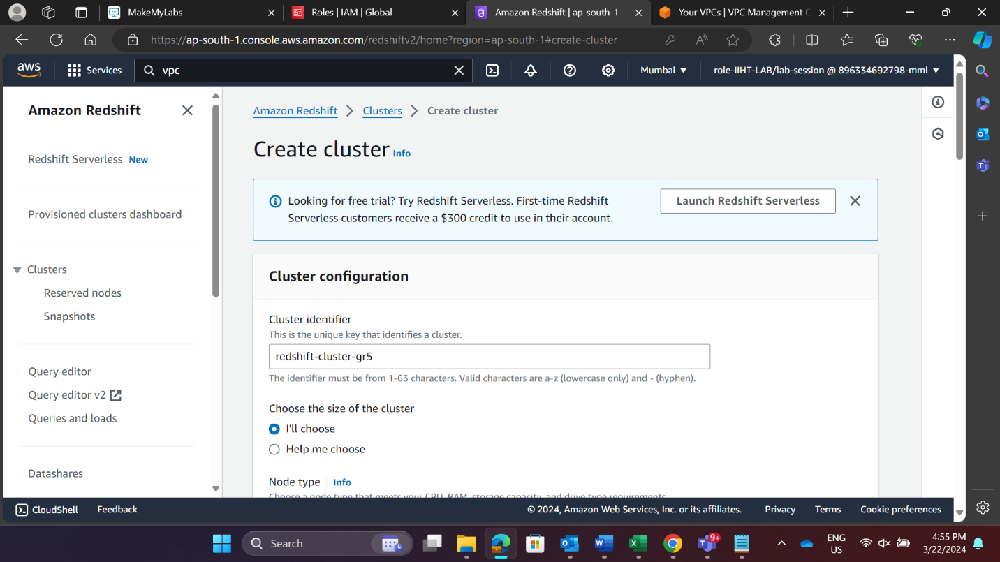 MakeMyLabs
Roles | IAM | Global
Amazon Redshift | ap-south-1
Your VPCs | VPC Management C
https://ap-south-1.console.aws.amazon.com/redshiftv2/home?region=ap-south-1#create-cluster
aws
Services
vpc
Mumbai
role-IIHT-LAB/lab-session @ 896334692798-mml
Amazon Redshift
Redshift Serverless New
Provisioned clusters dashboard
Clusters
Reserved nodes
Snapshots
Query editor
Query editor v2
Queries and loads
Datashares
Amazon Redshift
Clusters
Create cluster
Create cluster Info
Looking for free trial? Try Redshift Serverless. First-time Redshift
Serverless customers receive a $300 credit to use in their account.
Launch Redshift Serverless
Cluster configuration
Cluster identifier
This is the unique key that identifies a cluster.
redshift-cluster-gr5
The identifier must be from 1-63 characters. Valid characters are a-z (lowercase only) and - (hyphen).
Choose the size of the cluster
I'll choose
Help me choose
Node type Info
Choose a node type that meets your CPU, RAM, storage capacity, and drive type requirements.
CloudShell
Feedback
© 2024, Amazon Web Services, Inc. or its affiliates.
Privacy
Terms
Cookie preferences
Search
9+
ENG
US
4:55 PM
3/22/2024